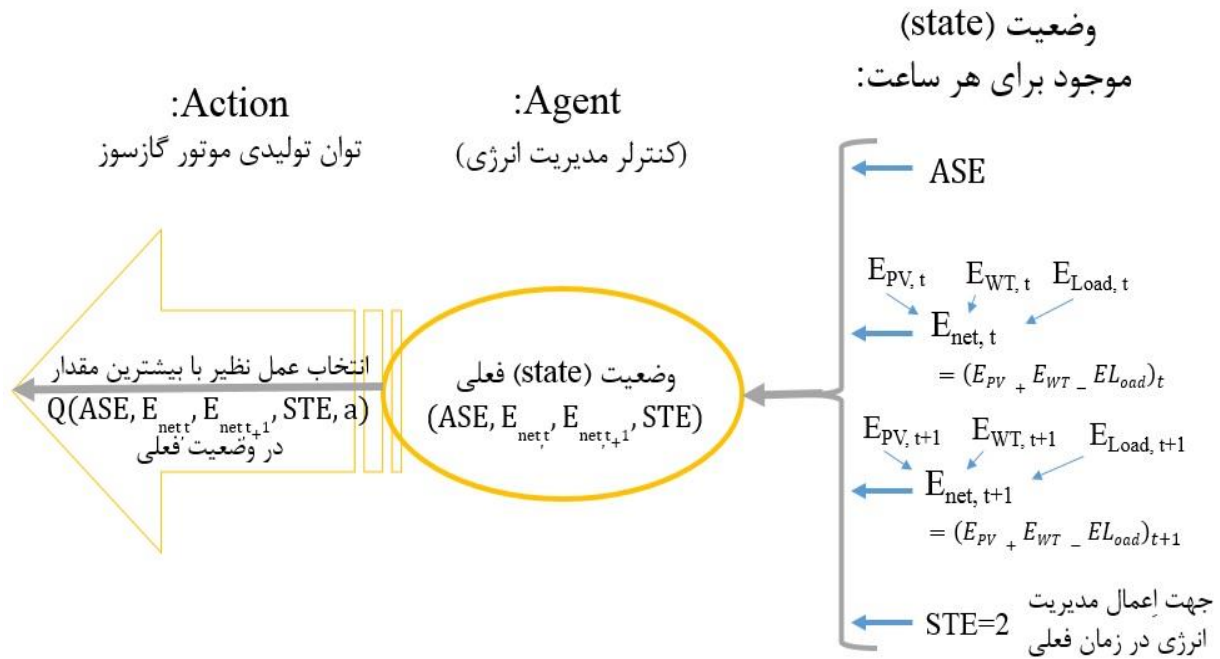 وضعیت (state)
موجود برای هر ساعت:
ASE
E_PV, t E_WT, t E_Load, t
E_net, t
= (E_PV + E_WT _ EL_oad)_t
E_PV, t+1 E_WT, t+1 E_Load, t+1
E_net, t+1
= (E_PV + E_WT _ EL_oad)_t+1
STE=2
جهت اِعمال مدیریت
انرژی در زمان فعلی
Agent:
(کنترلر مدیریت انرژی)
وضعیت (state) فعلی
(ASE, E_net,t, E_net,t+1, STE)
Action:
توان تولیدی موتور گازسوز
انتخاب عمل نظیر با بیشترین مقدار
Q(ASE, E_net,t, E_net,t+1, STE, a)
در وضعیت فعلی